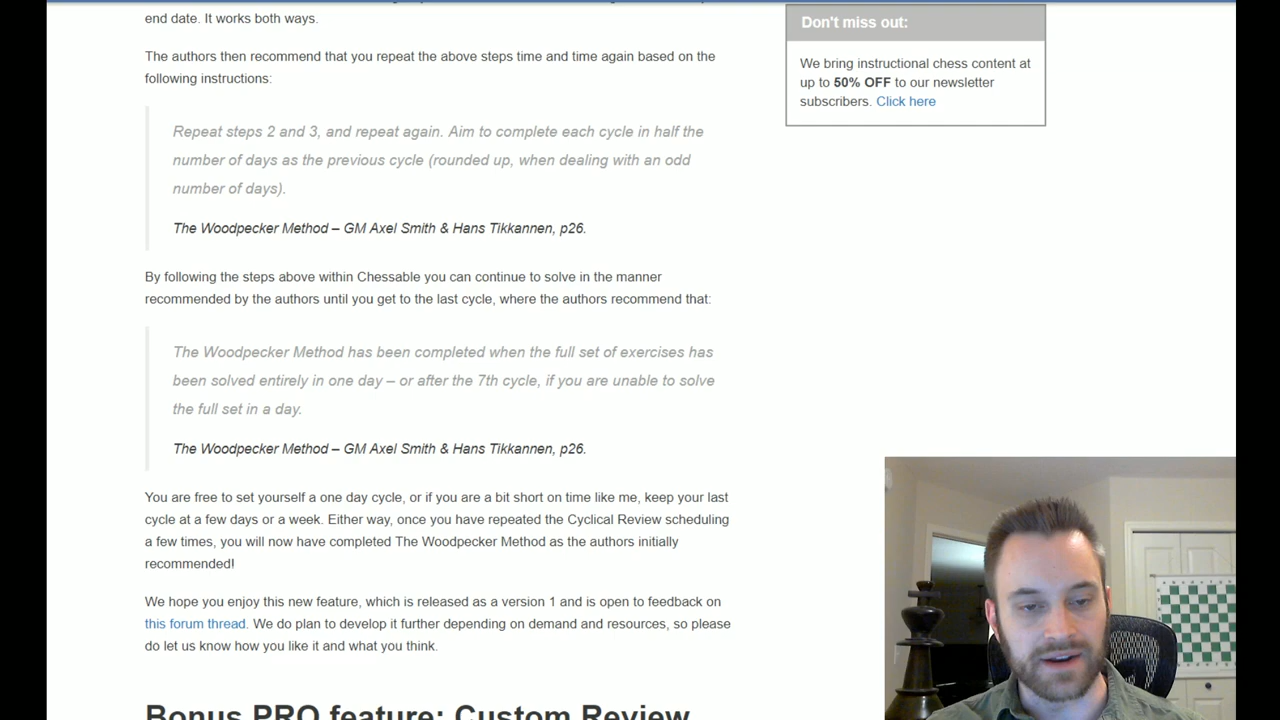 end date. It works both ways.
The authors then recommend that you repeat the above steps time and time again based on the
following instructions:
Repeat steps 2 and 3, and repeat again. Aim to complete each cycle in half the
number of days as the previous cycle (rounded up, when dealing with an odd
number of days).
The Woodpecker Method – GM Axel Smith & Hans Tikkannen, p26.
By following the steps above within Chessable you can continue to solve in the manner
recommended by the authors until you get to the last cycle, where the authors recommend that:
The Woodpecker Method has been completed when the full set of exercises has
been solved entirely in one day – or after the 7th cycle, if you are unable to solve
the full set in a day.
The Woodpecker Method – GM Axel Smith & Hans Tikkannen, p26.
You are free to set yourself a one day cycle, or if you are a bit short on time like me, keep your last
cycle at a few days or a week. Either way, once you have repeated the Cyclical Review scheduling
a few times, you will now have completed The Woodpecker Method as the authors initially
recommended!
We hope you enjoy this new feature, which is released as a version 1 and is open to feedback on
this forum thread. We do plan to develop it further depending on demand and resources, so please
do let us know how you like it and what you think.
Bonus PRO feature: Custom Review
Don't miss out:
We bring instructional chess content at
up to 50% OFF to our newsletter
subscribers. Click here